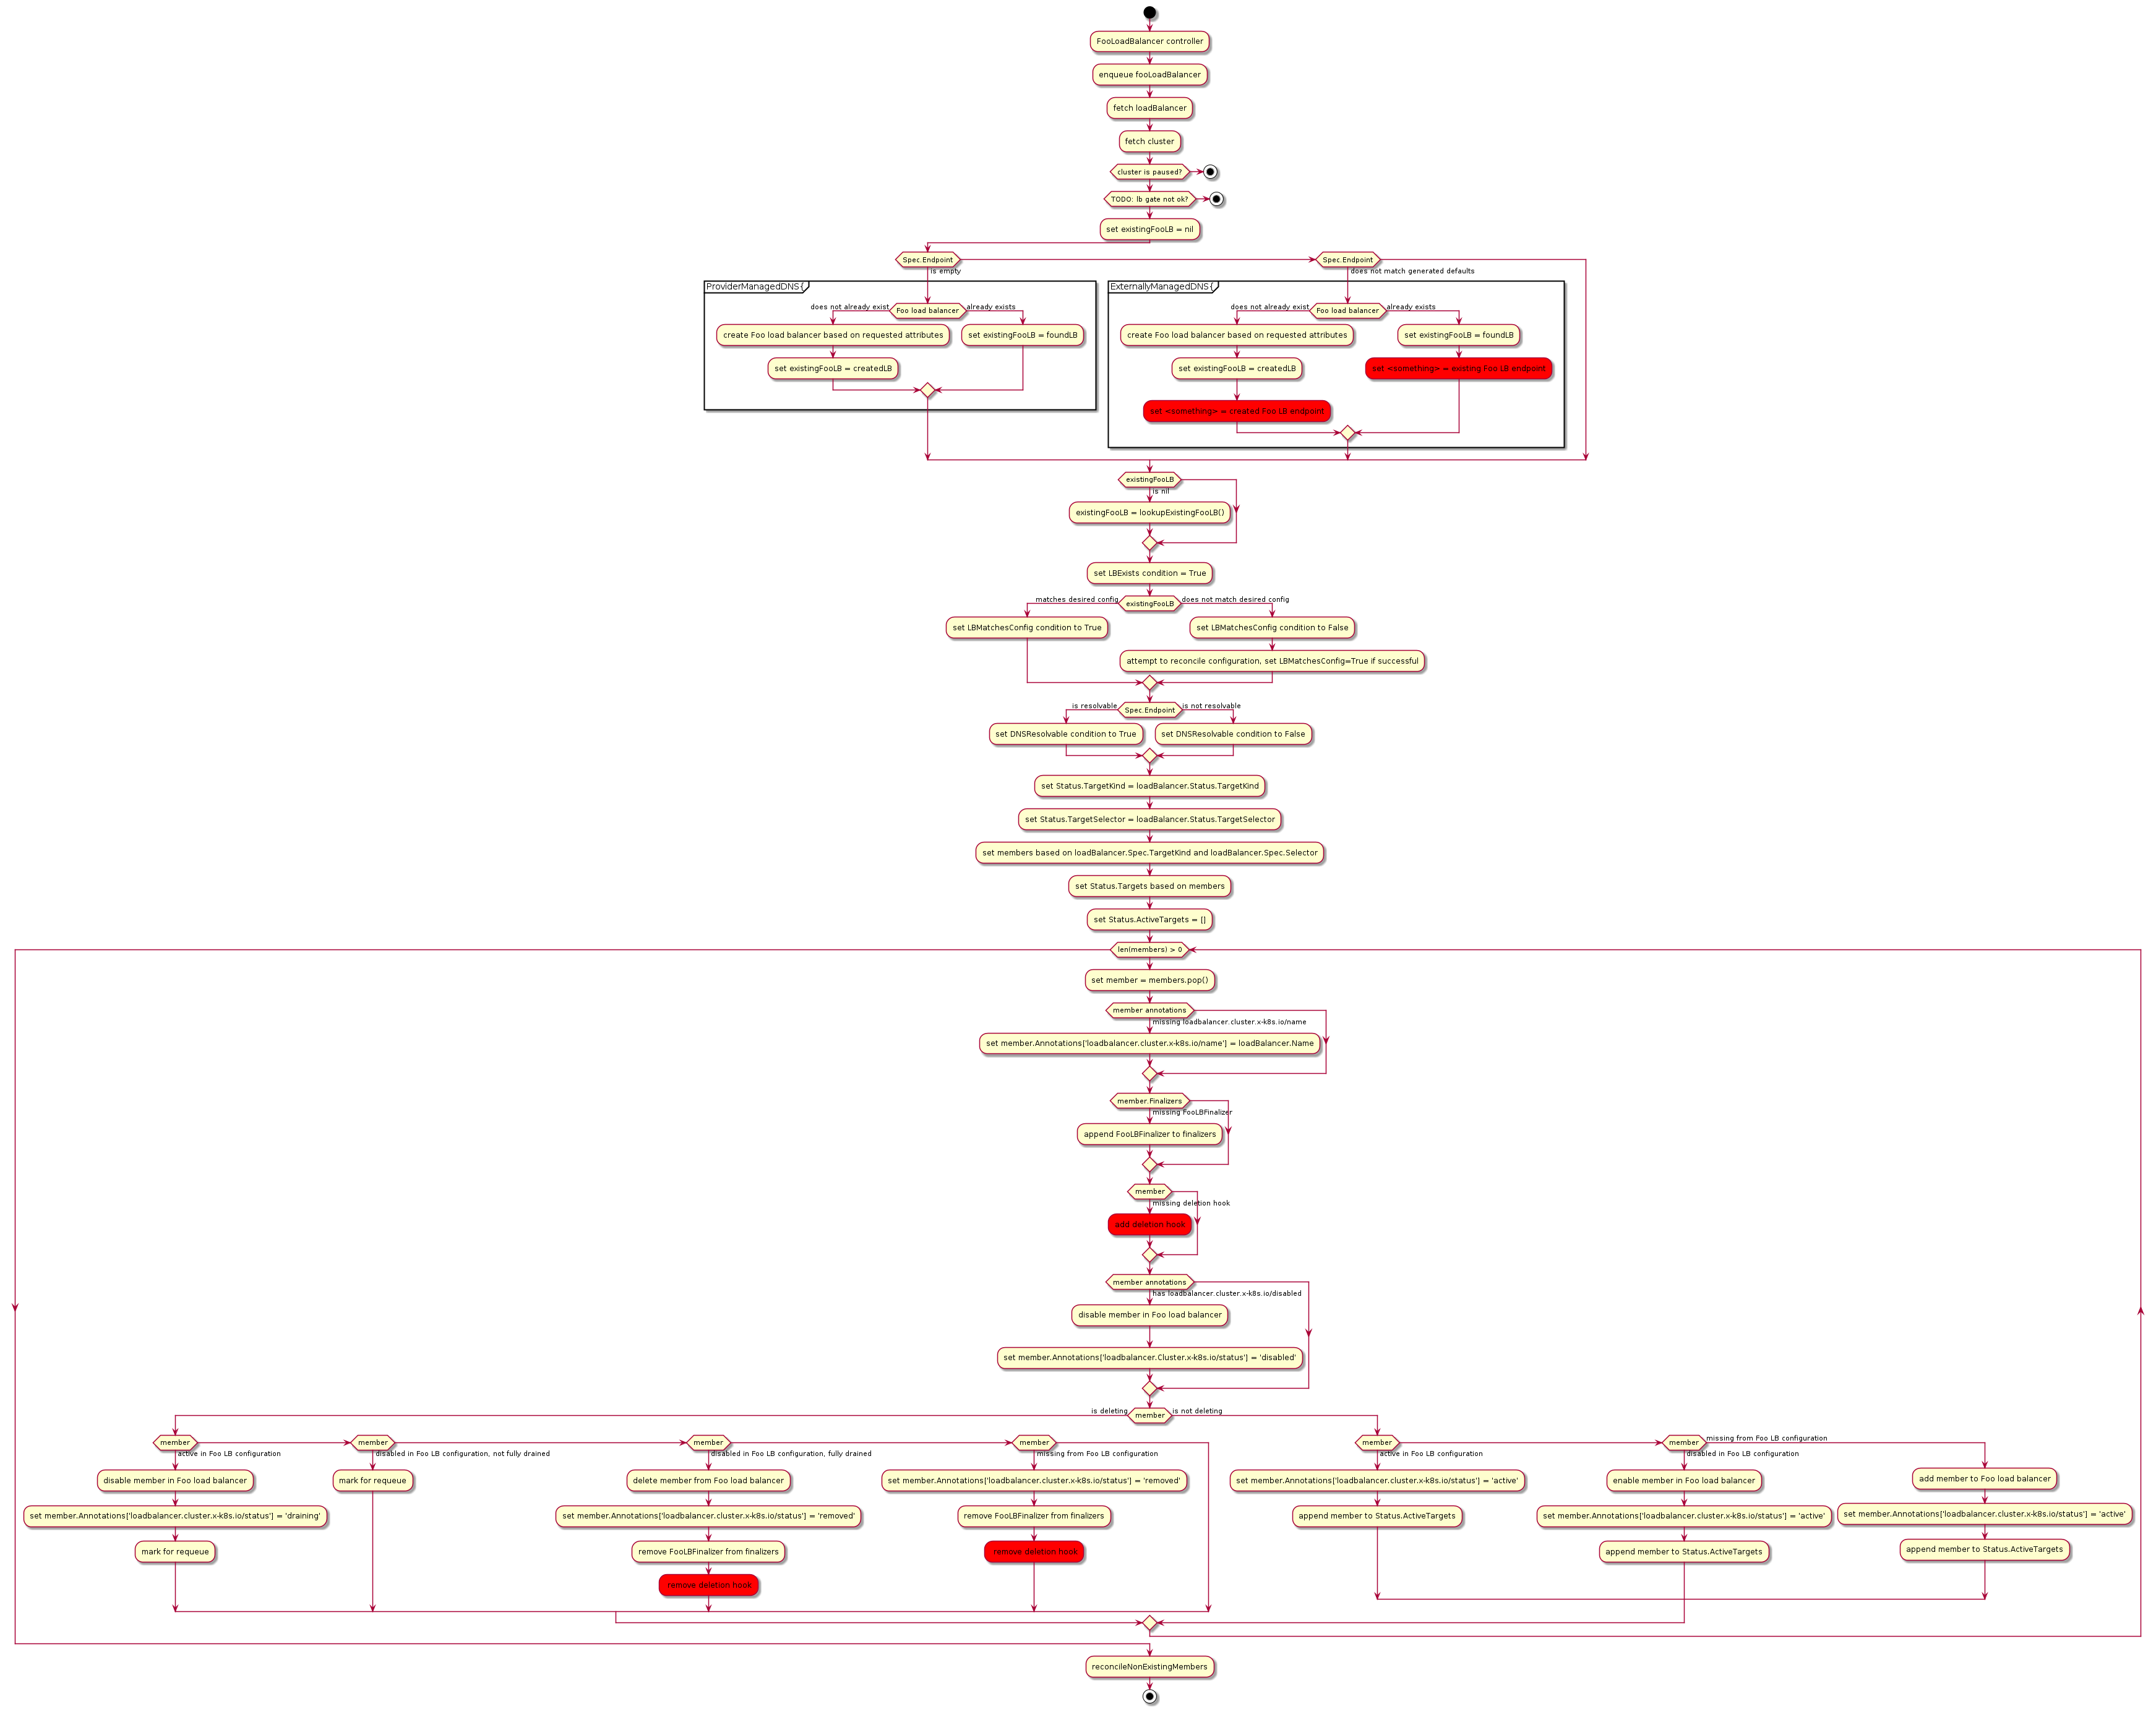 FooLoadBalancer controller
enqueue fooLoadBalancer
fetch loadBalancer
fetch cluster
cluster is paused?
TODO: lb gate not ok?
set existingFooLB = nil
Spec.Endpoint
is empty
Spec.Endpoint
does not match generated defaults
ProviderManagedDNS{
does not already exist
Foo load balancer
already exists
create Foo load balancer based on requested attributes
set existingFooLB = foundLB
set existingFooLB = createdLB
ExternallyManagedDNS{
does not already exist
Foo load balancer
already exists
create Foo load balancer based on requested attributes
set existingFooLB = foundLB
set existingFooLB = createdLB
set <something> = existing Foo LB endpoint
set <something> = created Foo LB endpoint
existingFooLB
is nil
existingFooLB = lookupExistingFooLB()
set LBExists condition = True
matches desired config
existingFooLB
does not match desired config
set LBMatchesConfig condition to True
set LBMatchesConfig condition to False
attempt to reconcile configuration, set LBMatchesConfig=True if successful
is resolvable
Spec.Endpoint
is not resolvable
set DNSResolvable condition to True
set DNSResolvable condition to False
set Status.TargetKind = loadBalancer.Status.TargetKind
set Status.TargetSelector = loadBalancer.Status.TargetSelector
set members based on loadBalancer.Spec.TargetKind and loadBalancer.Spec.Selector
set Status.Targets based on members
set Status.ActiveTargets = []
len(members) > 0
set member = members.pop()
member annotations
missing loadbalancer.cluster.x-k8s.io/name
set member.Annotations['loadbalancer.cluster.x-k8s.io/name'] = loadBalancer.Name
member.Finalizers
missing FooLBFinalizer
append FooLBFinalizer to finalizers
member
missing deletion hook
add deletion hook
member annotations
has loadbalancer.cluster.x-k8s.io/disabled
disable member in Foo load balancer
set member.Annotations['loadbalancer.Cluster.x-k8s.io/status'] = 'disabled'
is deleting
member
is not deleting
member
active in Foo LB configuration
disable member in Foo load balancer
set member.Annotations['loadbalancer.cluster.x-k8s.io/status'] = 'draining'
mark for requeue
member
disabled in Foo LB configuration, not fully drained
mark for requeue
member
disabled in Foo LB configuration, fully drained
delete member from Foo load balancer
set member.Annotations['loadbalancer.cluster.x-k8s.io/status'] = 'removed'
remove FooLBFinalizer from finalizers
remove deletion hook
member
missing from Foo LB configuration
set member.Annotations['loadbalancer.cluster.x-k8s.io/status'] = 'removed'
remove FooLBFinalizer from finalizers
remove deletion hook
member
active in Foo LB configuration
set member.Annotations['loadbalancer.cluster.x-k8s.io/status'] = 'active'
append member to Status.ActiveTargets
member
disabled in Foo LB configuration
enable member in Foo load balancer
set member.Annotations['loadbalancer.cluster.x-k8s.io/status'] = 'active'
append member to Status.ActiveTargets
missing from Foo LB configuration
add member to Foo load balancer
set member.Annotations['loadbalancer.cluster.x-k8s.io/status'] = 'active'
append member to Status.ActiveTargets
reconcileNonExistingMembers